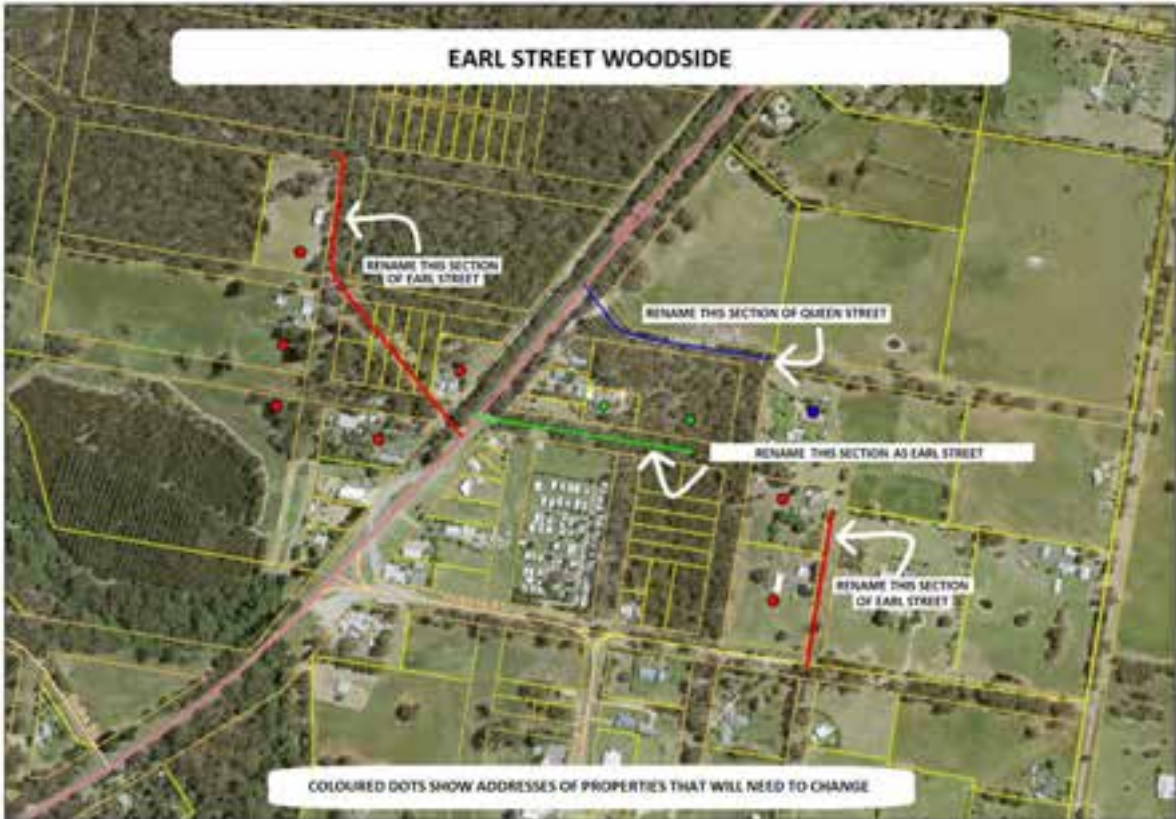 EARL STREET WOODSIDE
RENAME THIS SECTION
OF EARL STREET
RENAME THIS SECTION OF QUEEN STREET
RENAME THIS SECTION AS EARL STREET
RENAME THIS SECTION
OF EARL STREET
COLOURED DOTS SHOW ADDRESSES OF PROPERTIES THAT WILL NEED TO CHANGE